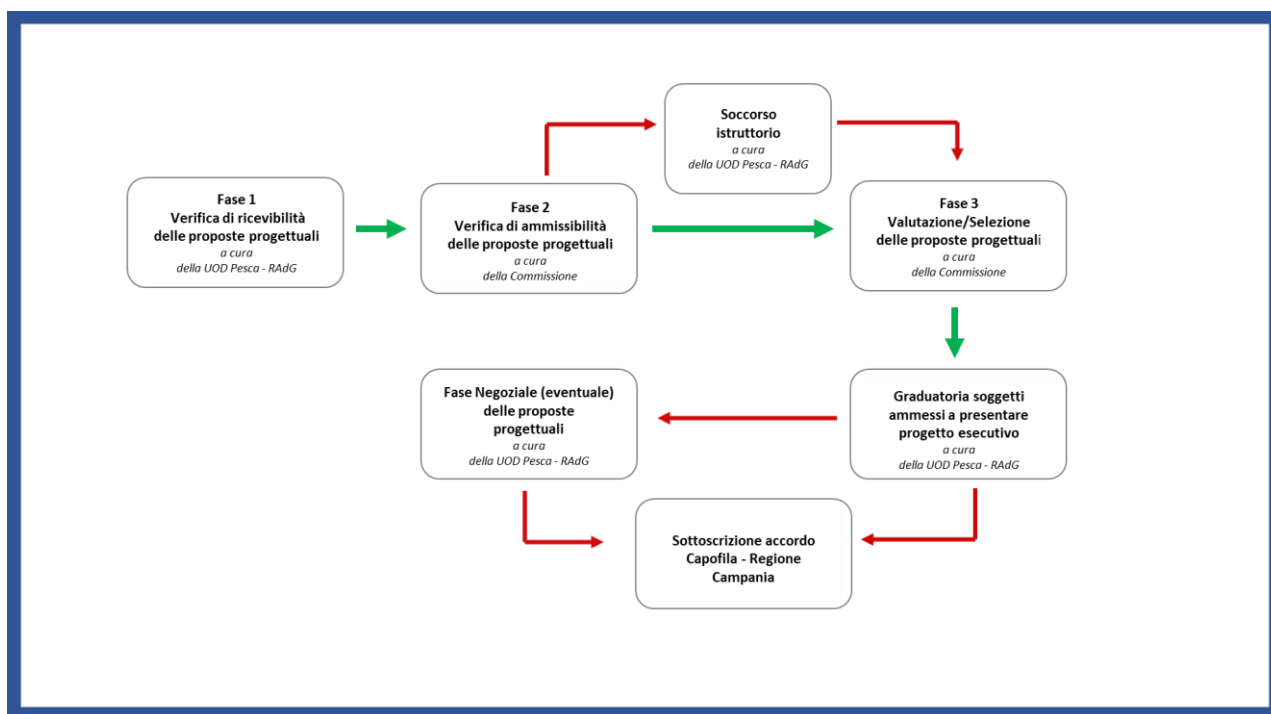 Soccorso
istruttorio
a cura
della UOD Pesca - RAdG
Fase 1
Verifica di ricevibilità
delle proposte progettuali
a cura
della UOD Pesca - RAdG
Fase 2
Verifica di ammissibilità
delle proposte progettuali
a cura
della Commissione
Fase 3
Valutazione/Selezione
delle proposte progettuali
a cura
della Commissione
Fase Negoziale (eventuale)
delle proposte
progettuali
a cura
della UOD Pesca - RAdG
Graduatoria soggetti
ammessi a presentare
progetto esecutivo
a cura
della UOD Pesca - RAdG
Sottoscrizione accordo
Capofila - Regione
Campania